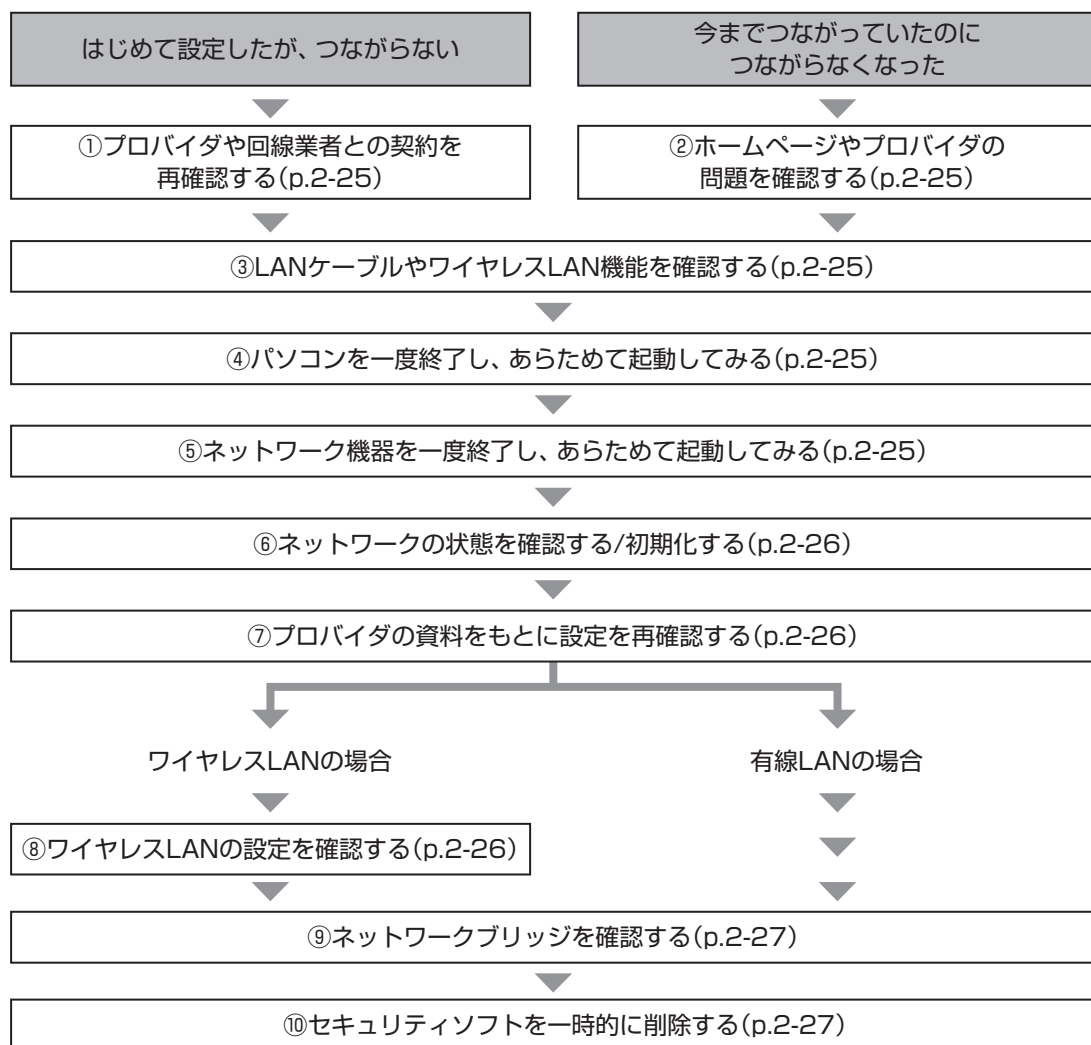 はじめて設定したが、つながらない
今までつながっていたのに
つながらなくなった
①プロバイダや回線業者との契約を
再確認する(p.2-25)
②ホームページやプロバイダの
問題を確認する(p.2-25)
③LANケーブルやワイヤレスLAN機能を確認する(p.2-25)
④パソコンを一度終了し、あらためて起動してみる(p.2-25)
⑤ネットワーク機器を一度終了し、あらためて起動してみる(p.2-25)
⑥ネットワークの状態を確認する/初期化する(p.2-26)
⑦プロバイダの資料をもとに設定を再確認する(p.2-26)
ワイヤレスLANの場合
有線LANの場合
⑧ワイヤレスLANの設定を確認する(p.2-26)
⑨ネットワークブリッジを確認する(p.2-27)
⑩セキュリティソフトを一時的に削除する(p.2-27)